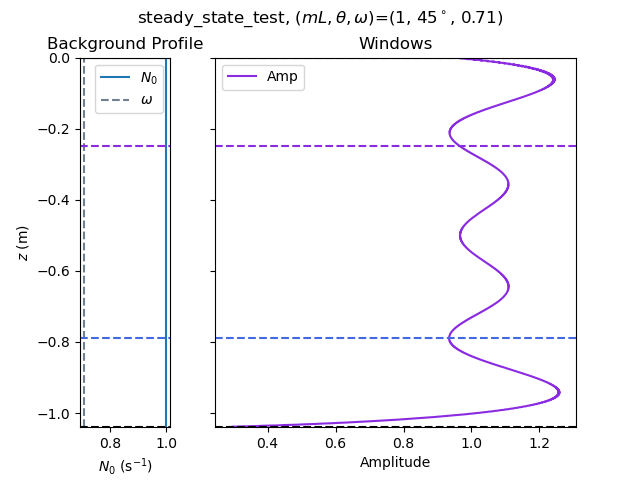 steady_state_test, (mL, θ, ω)=(1, 45°, 0.71)
Background Profile
Windows
N₀
ω
Amp
0.0
−0.2
−0.4
−0.6
−0.8
−1.0
z (m)
0.8 1.0
N₀ (s⁻¹)
0.4 0.6 0.8 1.0 1.2
Amplitude